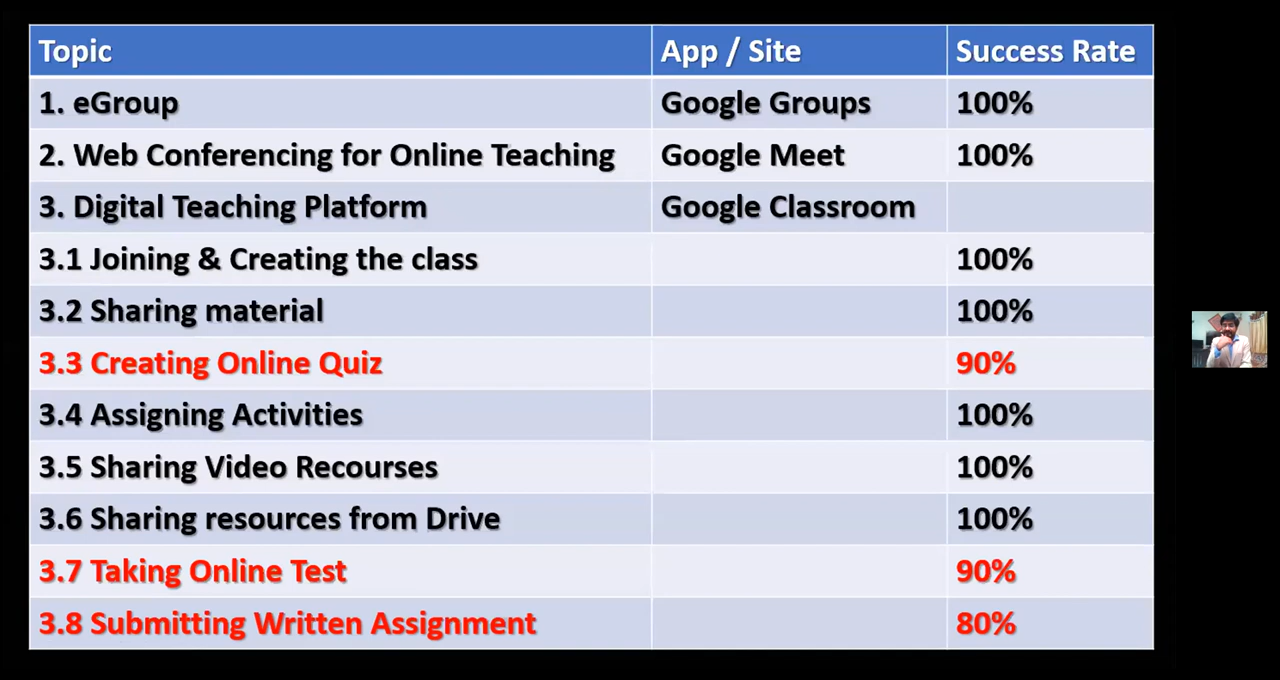 Topic App / Site Success Rate
1. eGroup Google Groups 100%
2. Web Conferencing for Online Teaching Google Meet 100%
3. Digital Teaching Platform Google Classroom
3.1 Joining & Creating the class 100%
3.2 Sharing material 100%
3.3 Creating Online Quiz 90%
3.4 Assigning Activities 100%
3.5 Sharing Video Recourses 100%
3.6 Sharing resources from Drive 100%
3.7 Taking Online Test 90%
3.8 Submitting Written Assignment 80%